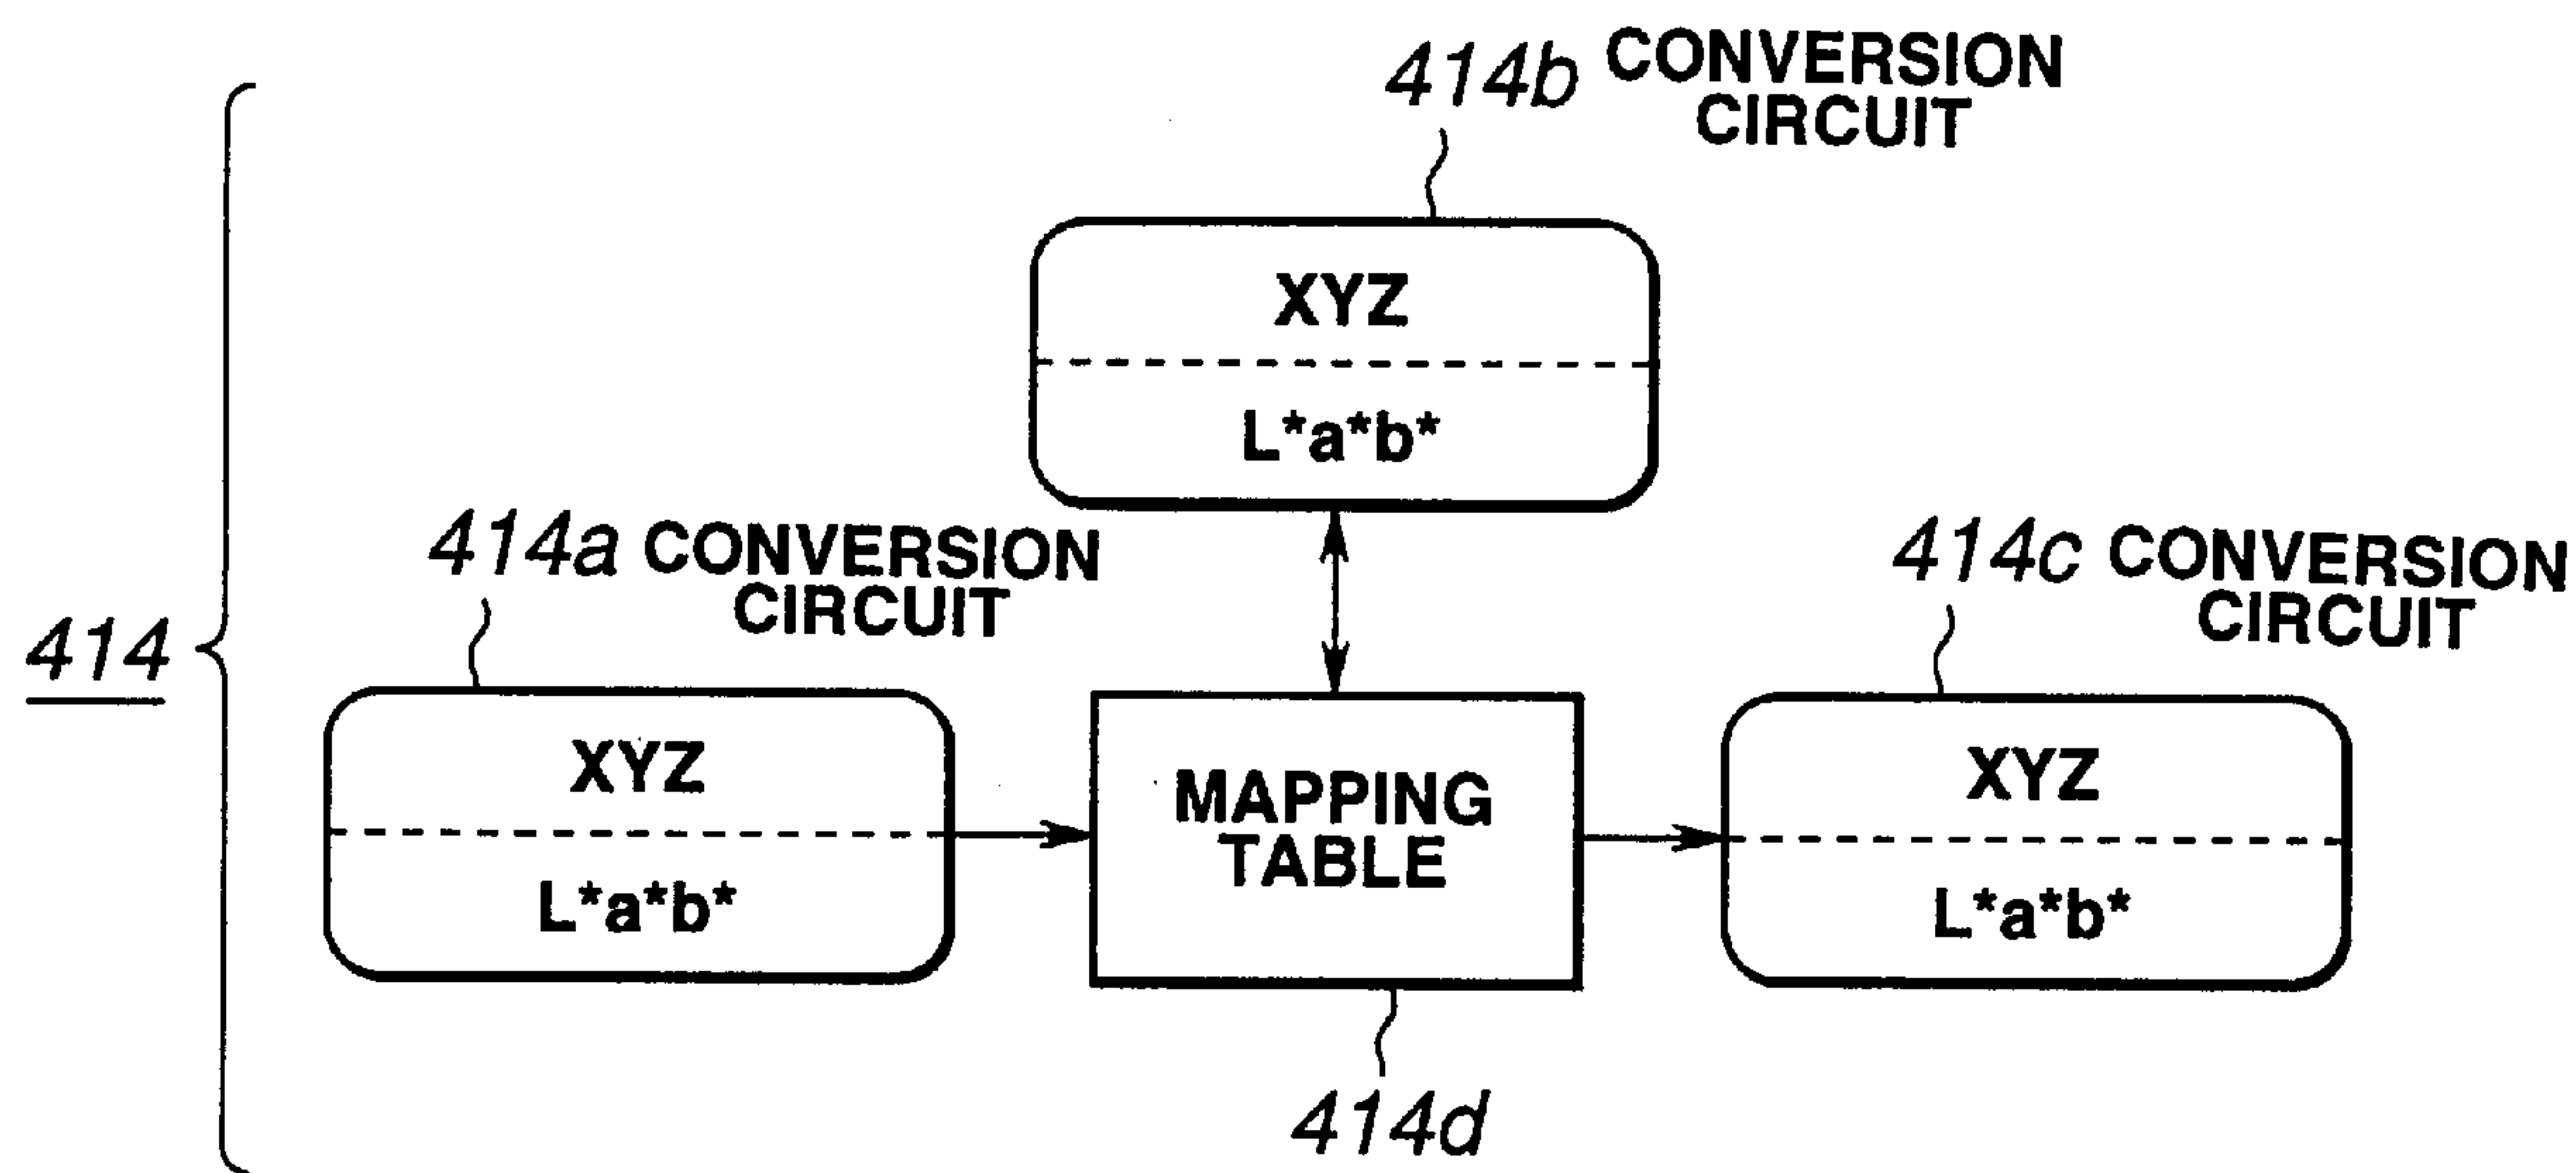 414b CONVERSION
CIRCUIT
XYZ
L*a*b*
414a CONVERSION
CIRCUIT
414c CONVERSION
CIRCUIT
414
XYZ
L*a*b*
MAPPING
TABLE
XYZ
L*a*b*
414d